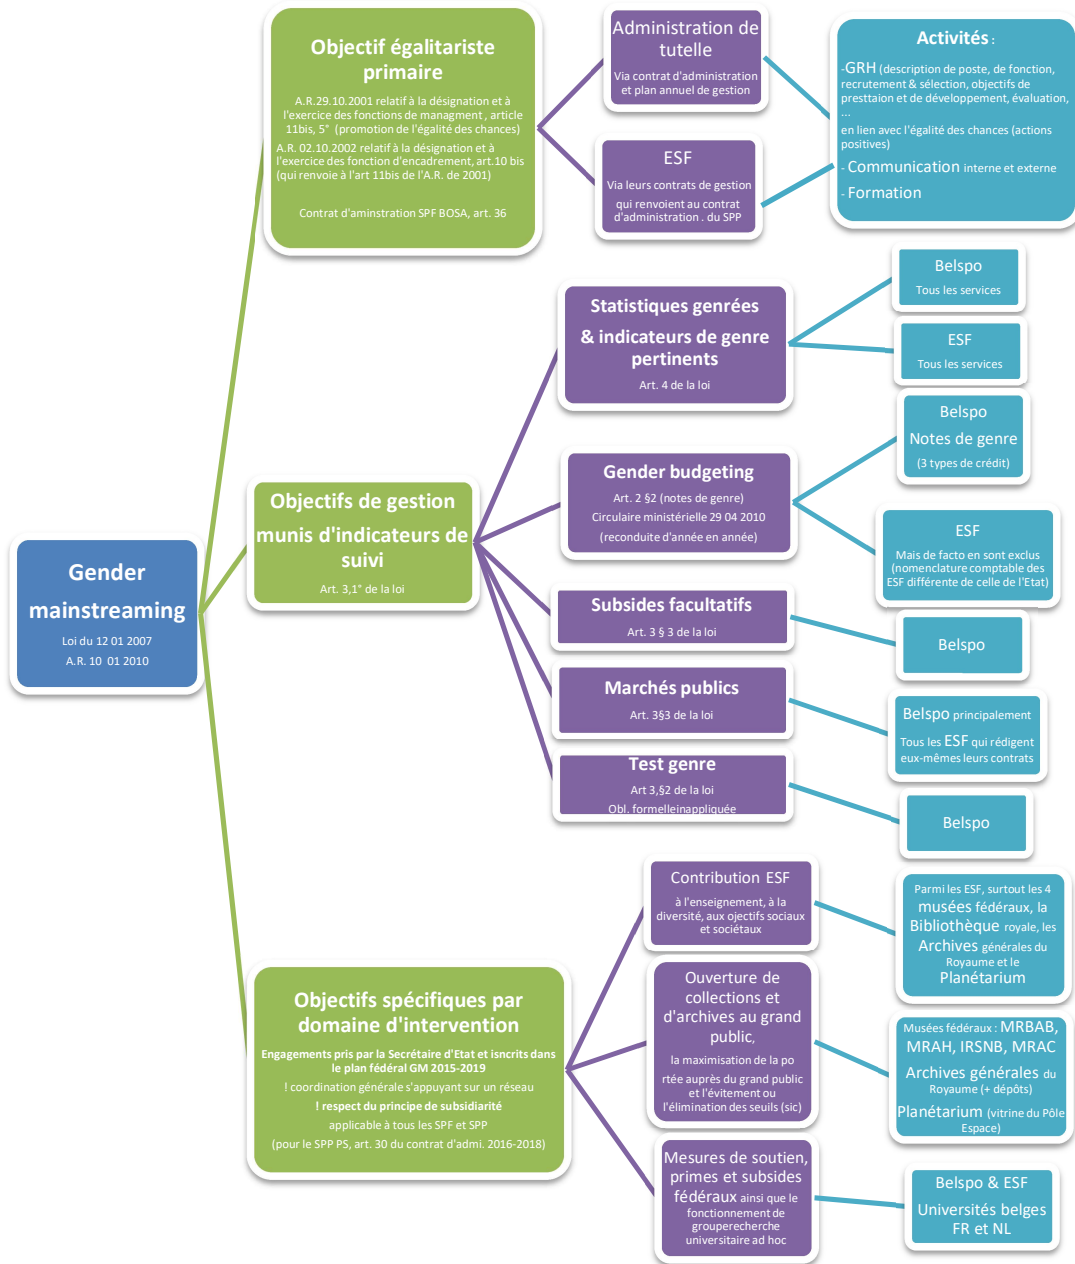 Gender
mainstreaming
Loi du 12 01 2007
A.R. 10 01 2010
Objectif égalitariste
primaire
A.R.29.10.2001 relatif à la désignation et à
l'exercice des fonctions de managment , article
11bis, 5° (promotion de l'égalité des chances)
A.R. 02.10.2002 relatif à la désignation et à
l'exercice des fonction d'encadrement, art.10 bis
(qui renvoie à l'art 11bis de l'A.R. de 2001)
Contrat d'aminstration SPF BOSA, art. 36
Administration de
tutelle
Via contrat d'administration
et plan annuel de gestion
ESF
Via leurs contrats de gestion
qui renvoient au contrat
d'administration . du SPP
Activités :
-GRH (description de poste, de fonction,
recrutement & sélection, objectifs de
presttaion et de développement, évaluation,
...
en lien avec l'égalité des chances (actions
positives)
- Communication interne et externe
- Formation
Objectifs de gestion
munis d'indicateurs de
suivi
Art. 3,1° de la loi
Statistiques genrées
& indicateurs de genre
pertinents
Art. 4 de la loi
Belspo
Tous les services
ESF
Tous les services
Gender budgeting
Art. 2 §2 (notes de genre)
Circulaire ministérielle 29 04 2010
(reconduite d'année en année)
Belspo
Notes de genre
(3 types de crédit)
ESF
Mais de facto en sont exclus
(nomenclature comptable des
ESF différente de celle de l'Etat)
Subsides facultatifs
Art. 3 § 3 de la loi
Belspo
Marchés publics
Art. 3§3 de la loi
Belspo principalement
Tous les ESF qui rédigent
eux-mêmes leurs contrats
Test genre
Art 3,§2 de la loi
Obl. formelleinappliquée
Belspo
Objectifs spécifiques par
domaine d'intervention
Engagements pris par la Secrétaire d'Etat et isncrits dans
le plan fédéral GM 2015-2019
! coordination générale s'appuyant sur un réseau
! respect du principe de subsidiarité
applicable à tous les SPF et SPP
(pour le SPP PS, art. 30 du contrat d'admi. 2016-2018)
Contribution ESF
à l'enseignement, à la
diversité, aux ojectifs sociaux
et sociétaux
Parmi les ESF, surtout les 4
musées fédéraux, la
Bibliothèque royale, les
Archives générales du
Royaume et le
Planétarium
Ouverture de
collections et
d'archives au grand
public,
la maximisation de la po
rtée auprès du grand public
et l'évitement ou
l'élimination des seuils (sic)
Musées fédéraux : MRBAB,
MRAH, IRSNB, MRAC
Archives générales du
Royaume (+ dépôts)
Planétarium (vitrine du Pôle
Espace)
Mesures de soutien,
primes et subsides
fédéraux ainsi que le
fonctionnement de
grouperecherche
universitaire ad hoc
Belspo & ESF
Universités belges
FR et NL